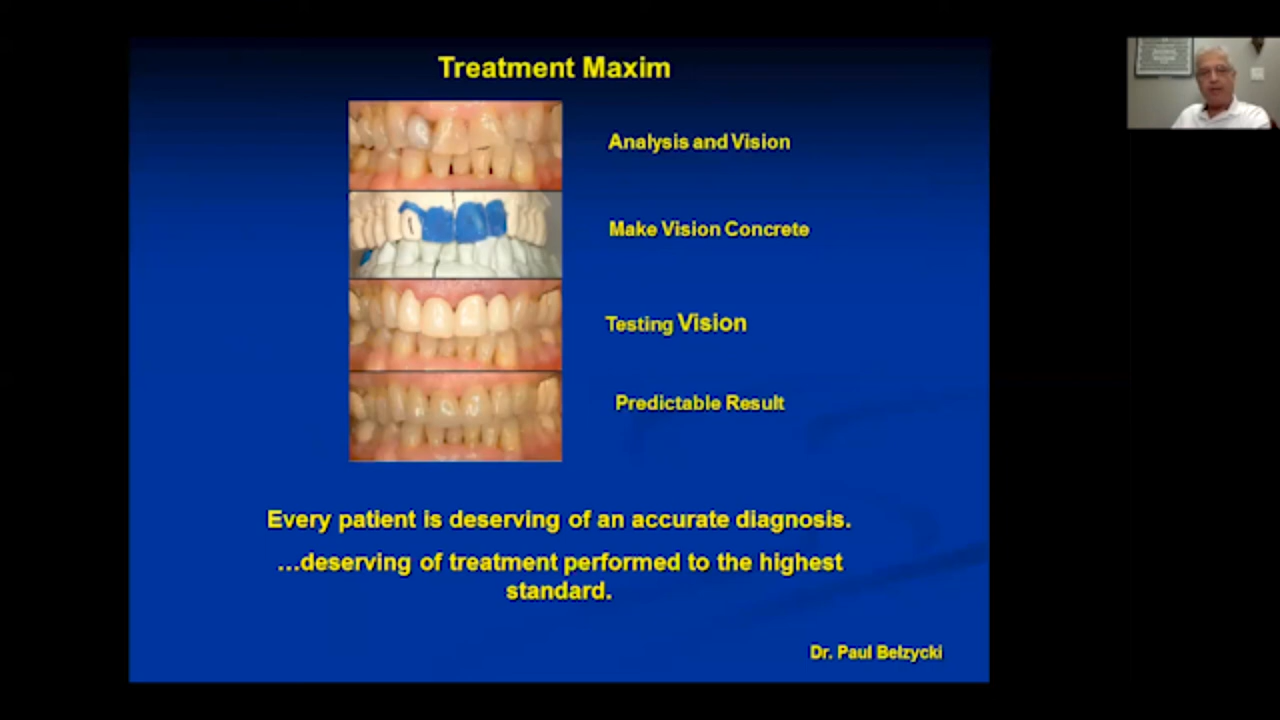 Treatment Maxim
Analysis and Vision
Make Vision Concrete
Testing Vision
Predictable Result
Every patient is deserving of an accurate diagnosis.
...deserving of treatment performed to the highest
standard.
Dr. Paul Belzycki